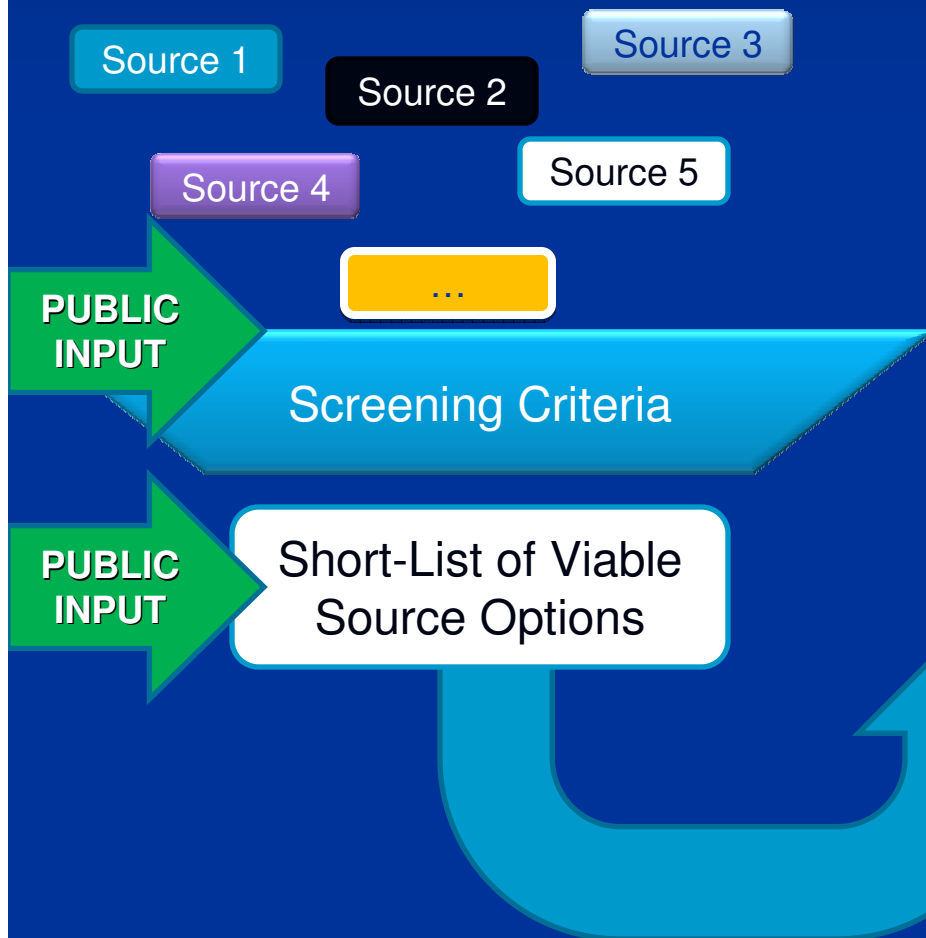 Source 1
Source 2
Source 3
Source 4
Source 5
...
PUBLIC
INPUT
Screening Criteria
PUBLIC
INPUT
Short-List of Viable
Source Options